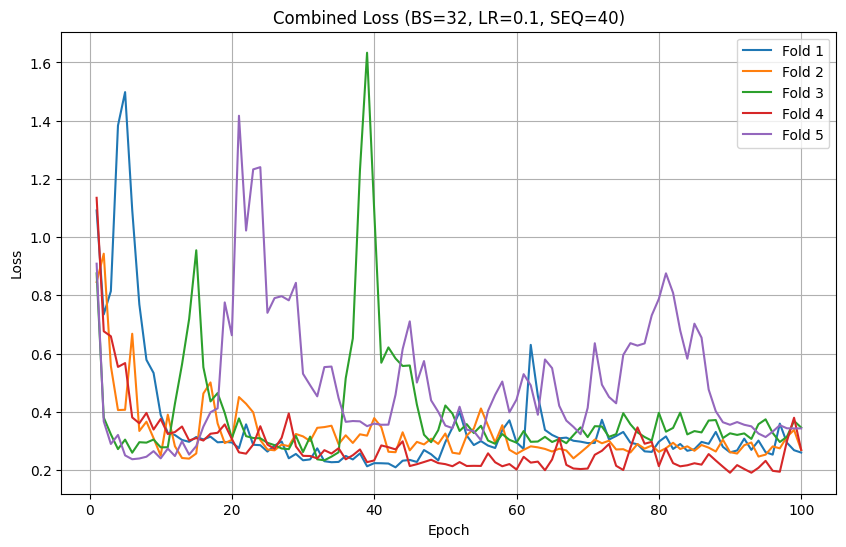 Combined Loss (BS=32, LR=0.1, SEQ=40)
Fold 1
Fold 2
Fold 3
Fold 4
Fold 5
Loss
1.6
1.4
1.2
1.0
0.8
0.6
0.4
0.2
0 20 40 60 80 100
Epoch